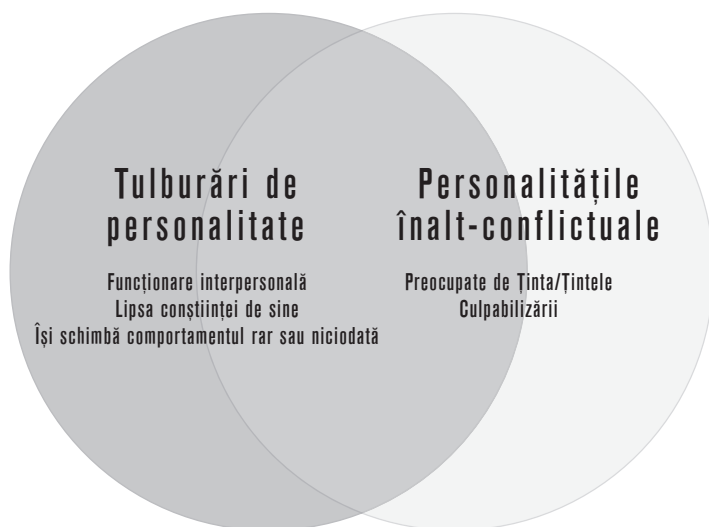 Tulburări de
personalitate
Funcționare interpersonală
Lipsa conștiinței de sine
Își schimbă comportamentul rar sau niciodată
Personalitățile
înalt-conflictuale
Preocupate de Ținta/Țintele
Culpabilizării